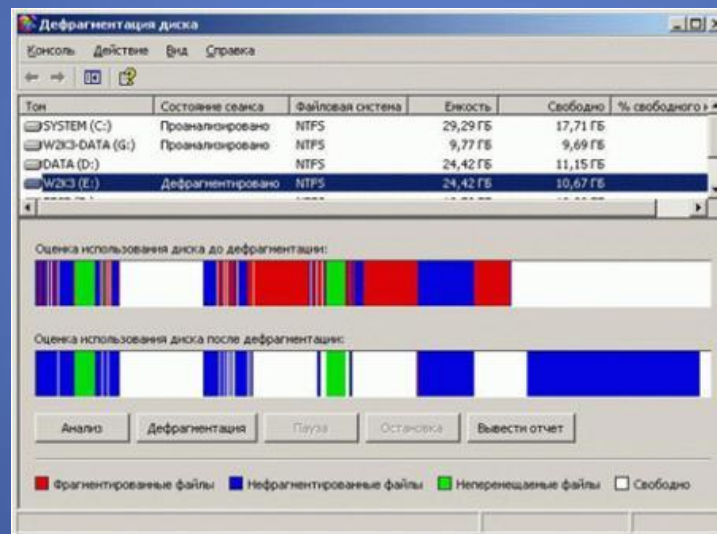 Дефрагментация диска
Консоль Действие Вид Справка
Том Состояние сеанса Файловая система Емкость Свободно % свободного
SYSTEM (C:) Проанализировано NTFS 29,29 ГБ 17,71 ГБ
W2K3-DATA (G:) Проанализировано NTFS 9,77 ГБ 9,69 ГБ
DATA (D:) NTFS 24,42 ГБ 11,15 ГБ
W2K3 (E:) Дефрагментировано NTFS 24,42 ГБ 10,67 ГБ
Оценка использования диска до дефрагментации:
Оценка использования диска после дефрагментации:
Анализ Дефрагментация Пауза Остановка Вывести отчет
Фрагментированные файлы Нефрагментированные файлы Неперемещаемые файлы Свободно